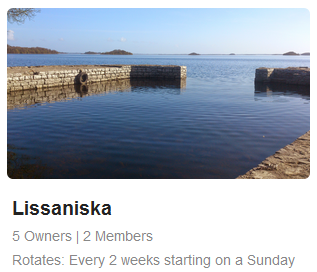 Lissaniska
5 Owners | 2 Members
Rotates: Every 2 weeks starting on a Sunday